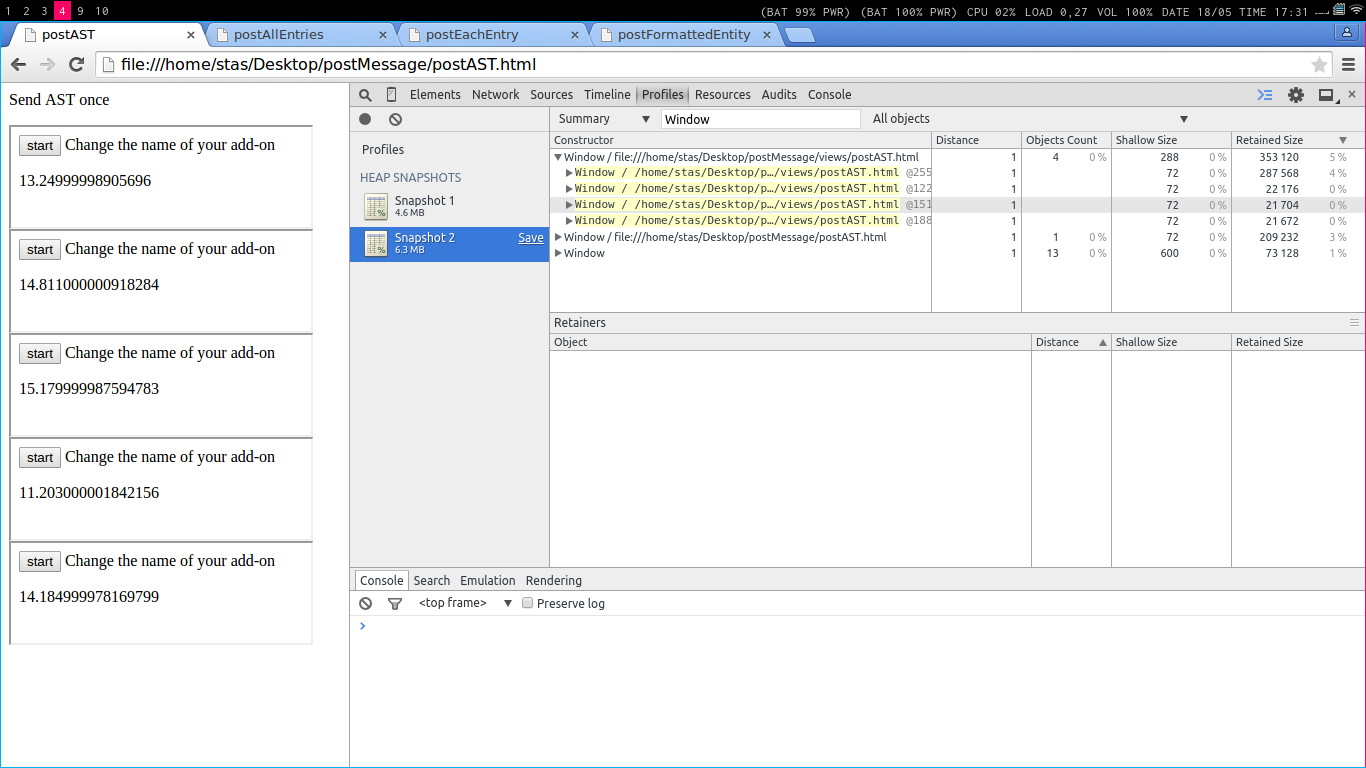 1 2 3 4 9 10 (BAT 99% PWR) (BAT 100% PWR) CPU 02% LOAD 0,27 VOL 100% DATE 18/05 TIME 17:31
postAST × postAllEntries × postEachEntry × postFormattedEntity ×
file:///home/stas/Desktop/postMessage/postAST.html
Send AST once
start Change the name of your add-on
13.24999998905696
start Change the name of your add-on
14.811000000918284
start Change the name of your add-on
15.179999987594783
start Change the name of your add-on
11.203000001842156
start Change the name of your add-on
14.184999978169799
Elements Network Sources Timeline Profiles Resources Audits Console
Profiles
HEAP SNAPSHOTS
Snapshot 1
4.6 MB
Snapshot 2 Save
6.3 MB
Summary Window All objects
Constructor Distance Objects Count Shallow Size Retained Size
Window / file:///home/stas/Desktop/postMessage/views/postAST.html 1 4 0 % 288 0 % 353 120 5 %
Window / /home/stas/Desktop/p…/views/postAST.html @255 1 72 0 % 287 568 4 %
Window / /home/stas/Desktop/p…/views/postAST.html @122 1 72 0 % 22 176 0 %
Window / /home/stas/Desktop/p…/views/postAST.html @151 1 72 0 % 21 704 0 %
Window / /home/stas/Desktop/p…/views/postAST.html @188 1 72 0 % 21 672 0 %
Window / file:///home/stas/Desktop/postMessage/postAST.html 1 1 0 % 72 0 % 209 232 3 %
Window 1 13 0 % 600 0 % 73 128 1 %
Retainers
Object Distance Shallow Size Retained Size
Console Search Emulation Rendering
<top frame> Preserve log